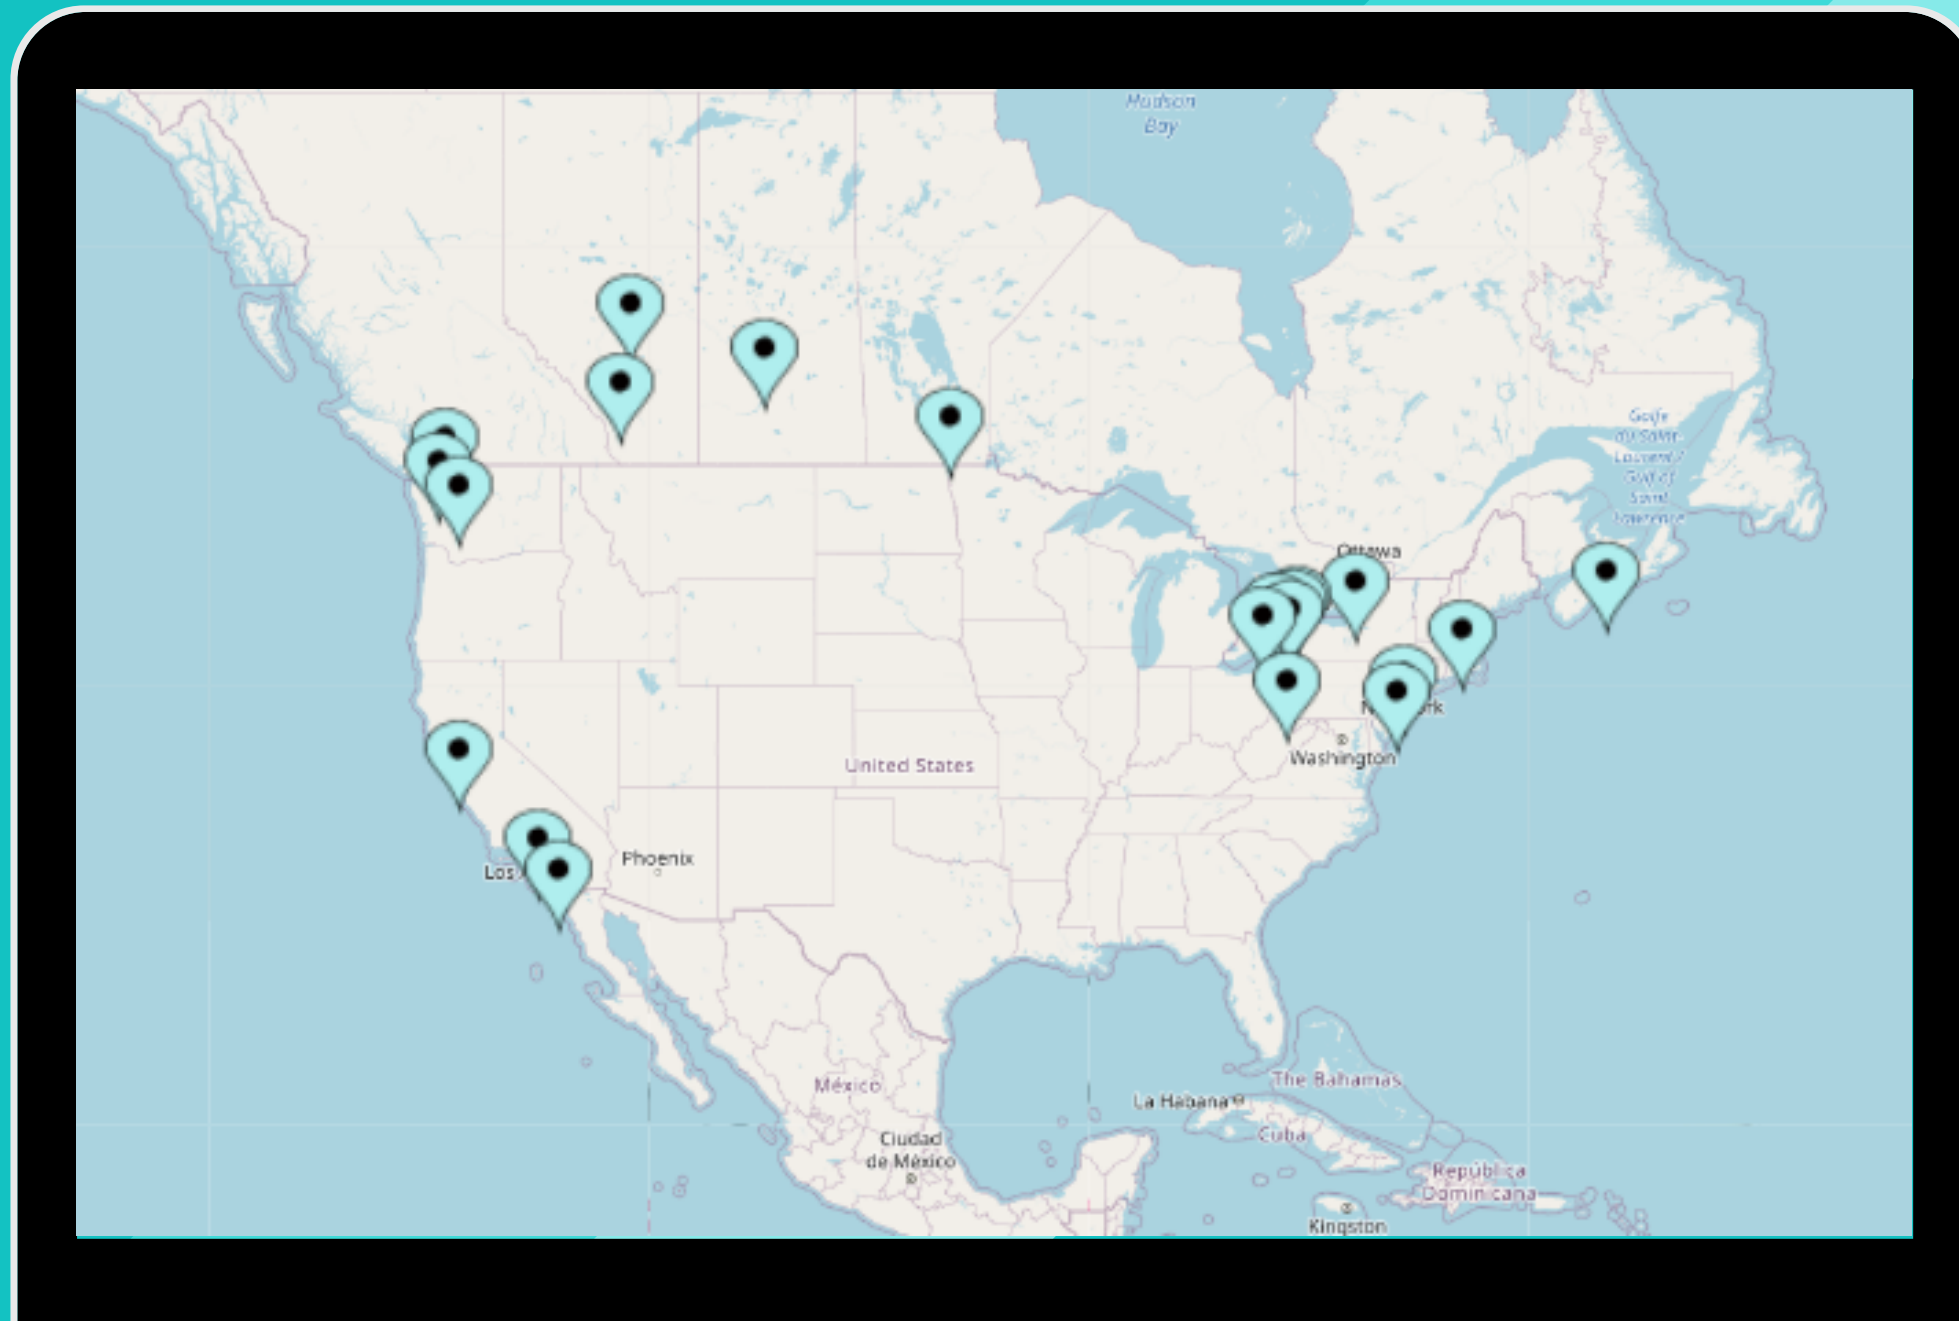 Hudson
Bay
Golfe
du Saint-
Laurent /
Gulf of
Saint
Lawrence
Ottawa
Washington
United States
Phoenix
Los
México
La Habana
The Bahamas
Cuba
Ciudad
de México
República
Dominicana
Kingston